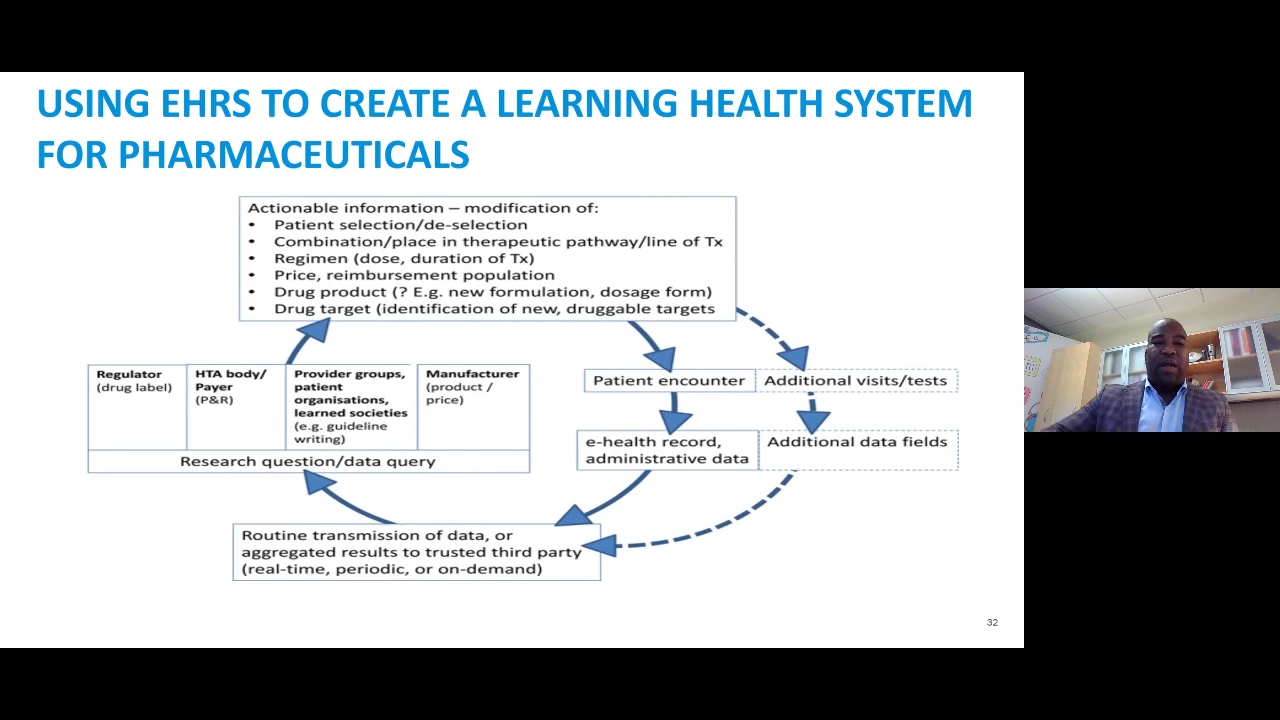 USING EHRS TO CREATE A LEARNING HEALTH SYSTEM
FOR PHARMACEUTICALS
Actionable information – modification of:
• Patient selection/de-selection
• Combination/place in therapeutic pathway/line of Tx
• Regimen (dose, duration of Tx)
• Price, reimbursement population
• Drug product (? E.g. new formulation, dosage form)
• Drug target (identification of new, druggable targets
Regulator
(drug label)
HTA body/
Payer
(P&R)
Provider groups,
patient
organisations,
learned societies
(e.g. guideline
writing)
Manufacturer
(product /
price)
Research question/data query
Patient encounter
Additional visits/tests
e-health record,
administrative data
Additional data fields
Routine transmission of data, or
aggregated results to trusted third party
(real-time, periodic, or on-demand)
32